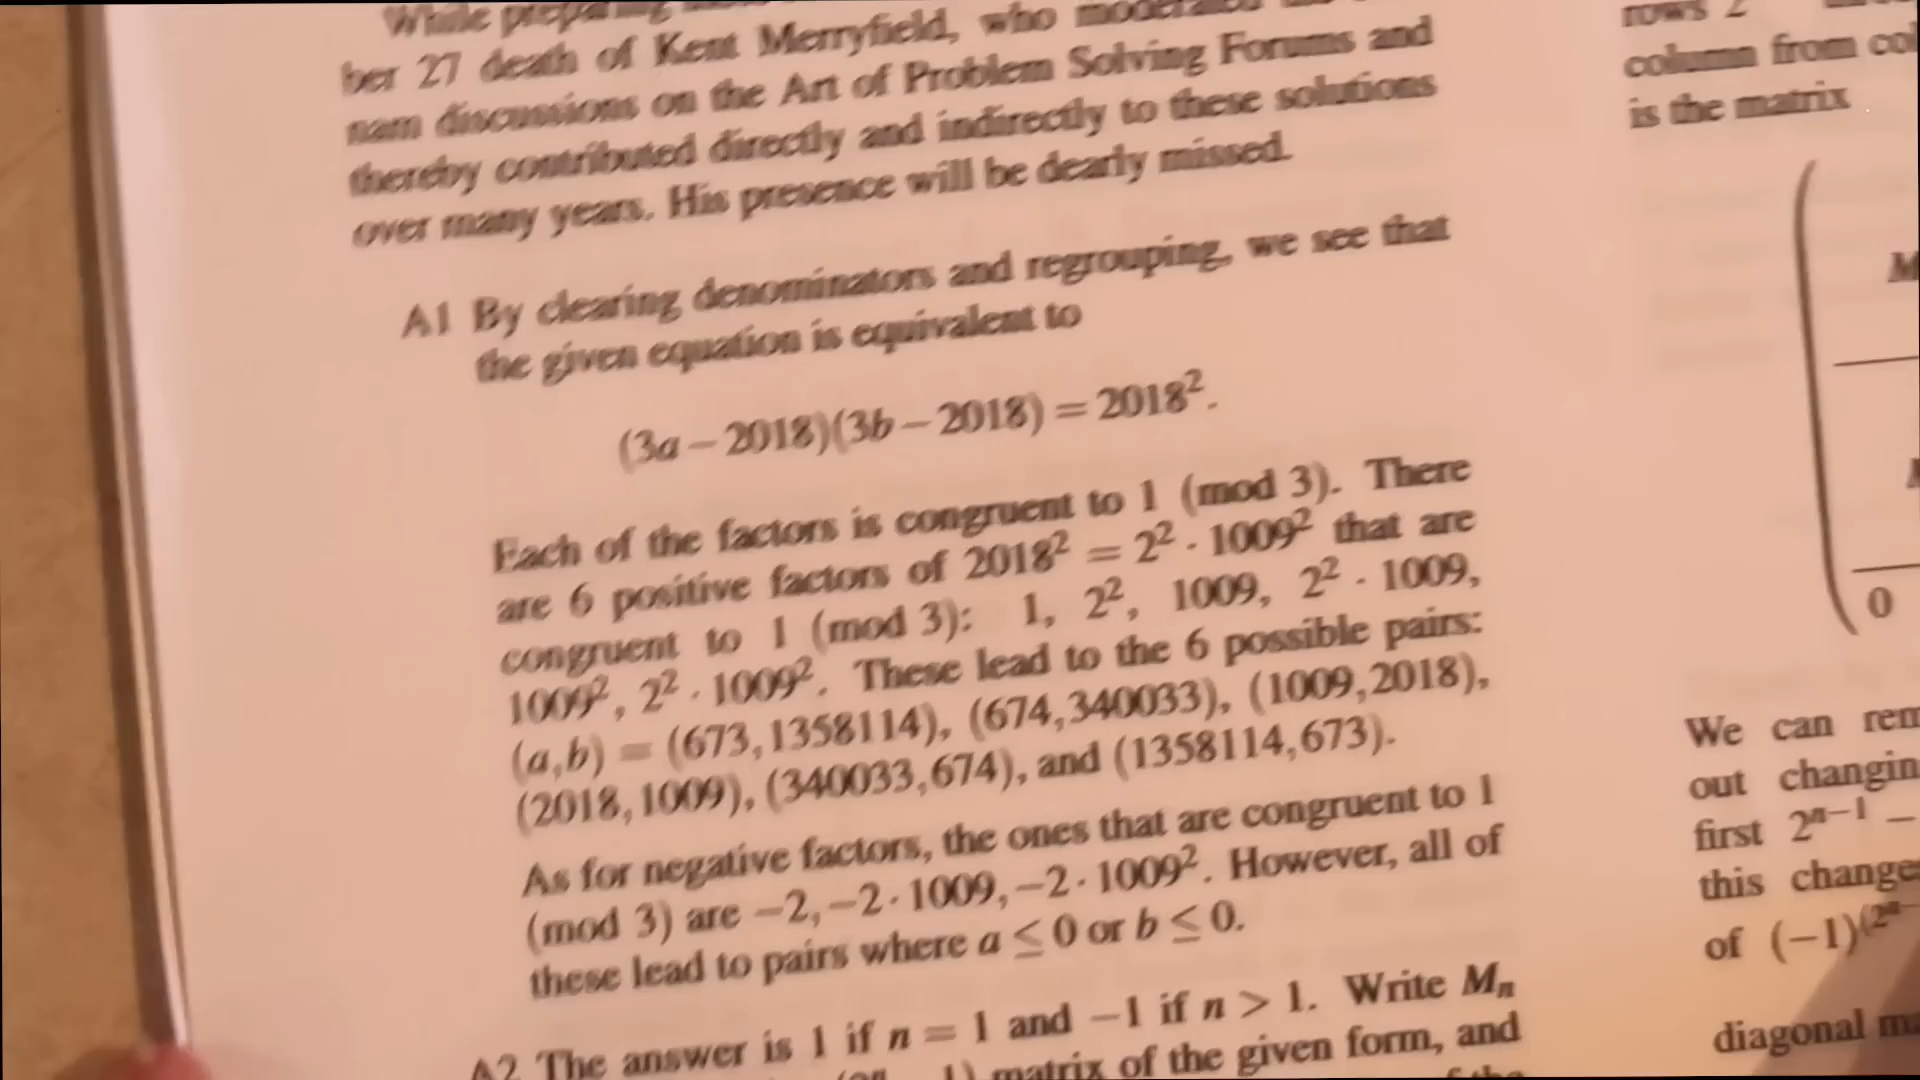 While preparing
ber 27 death of Kent Merryfield, who moderated
nam discussions on the Art of Problem Solving Forums and
thereby contributed directly and indirectly to these solutions
over many years. His presence will be dearly missed.
A1 By clearing denominators and regrouping, we see that
the given equation is equivalent to
(3a − 2018)(3b − 2018) = 2018².
Each of the factors is congruent to 1 (mod 3). There
are 6 positive factors of 2018² = 2² · 1009² that are
congruent to 1 (mod 3): 1, 2², 1009, 2² · 1009,
1009², 2² · 1009². These lead to the 6 possible pairs:
(a,b) = (673,1358114), (674,340033), (1009,2018),
(2018,1009), (340033,674), and (1358114,673).
As for negative factors, the ones that are congruent to 1
(mod 3) are −2,−2 · 1009,−2 · 1009². However, all of
these lead to pairs where a ≤ 0 or b ≤ 0.
A2 The answer is 1 if n = 1 and −1 if n > 1. Write Mₙ
matrix of the given form, and
rows 2
column from
is the matrix
M
0
We can
out
first 2ⁿ⁻¹ −
this
of (−1)
diagonal